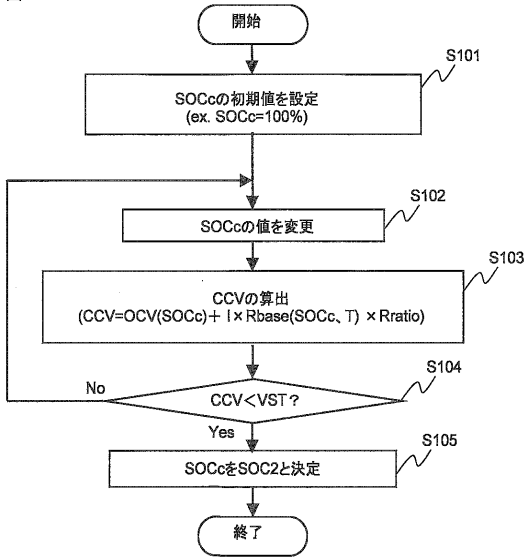 開始
S101
SOCcの初期値を設定
(ex. SOCc=100%)
S102
SOCcの値を変更
S103
CCVの算出
(CCV=OCV(SOCc)+ I×Rbase(SOCc、T) ×Rratio)
S104
No
CCV<VST?
Yes
S105
SOCcをSOC2と決定
終了